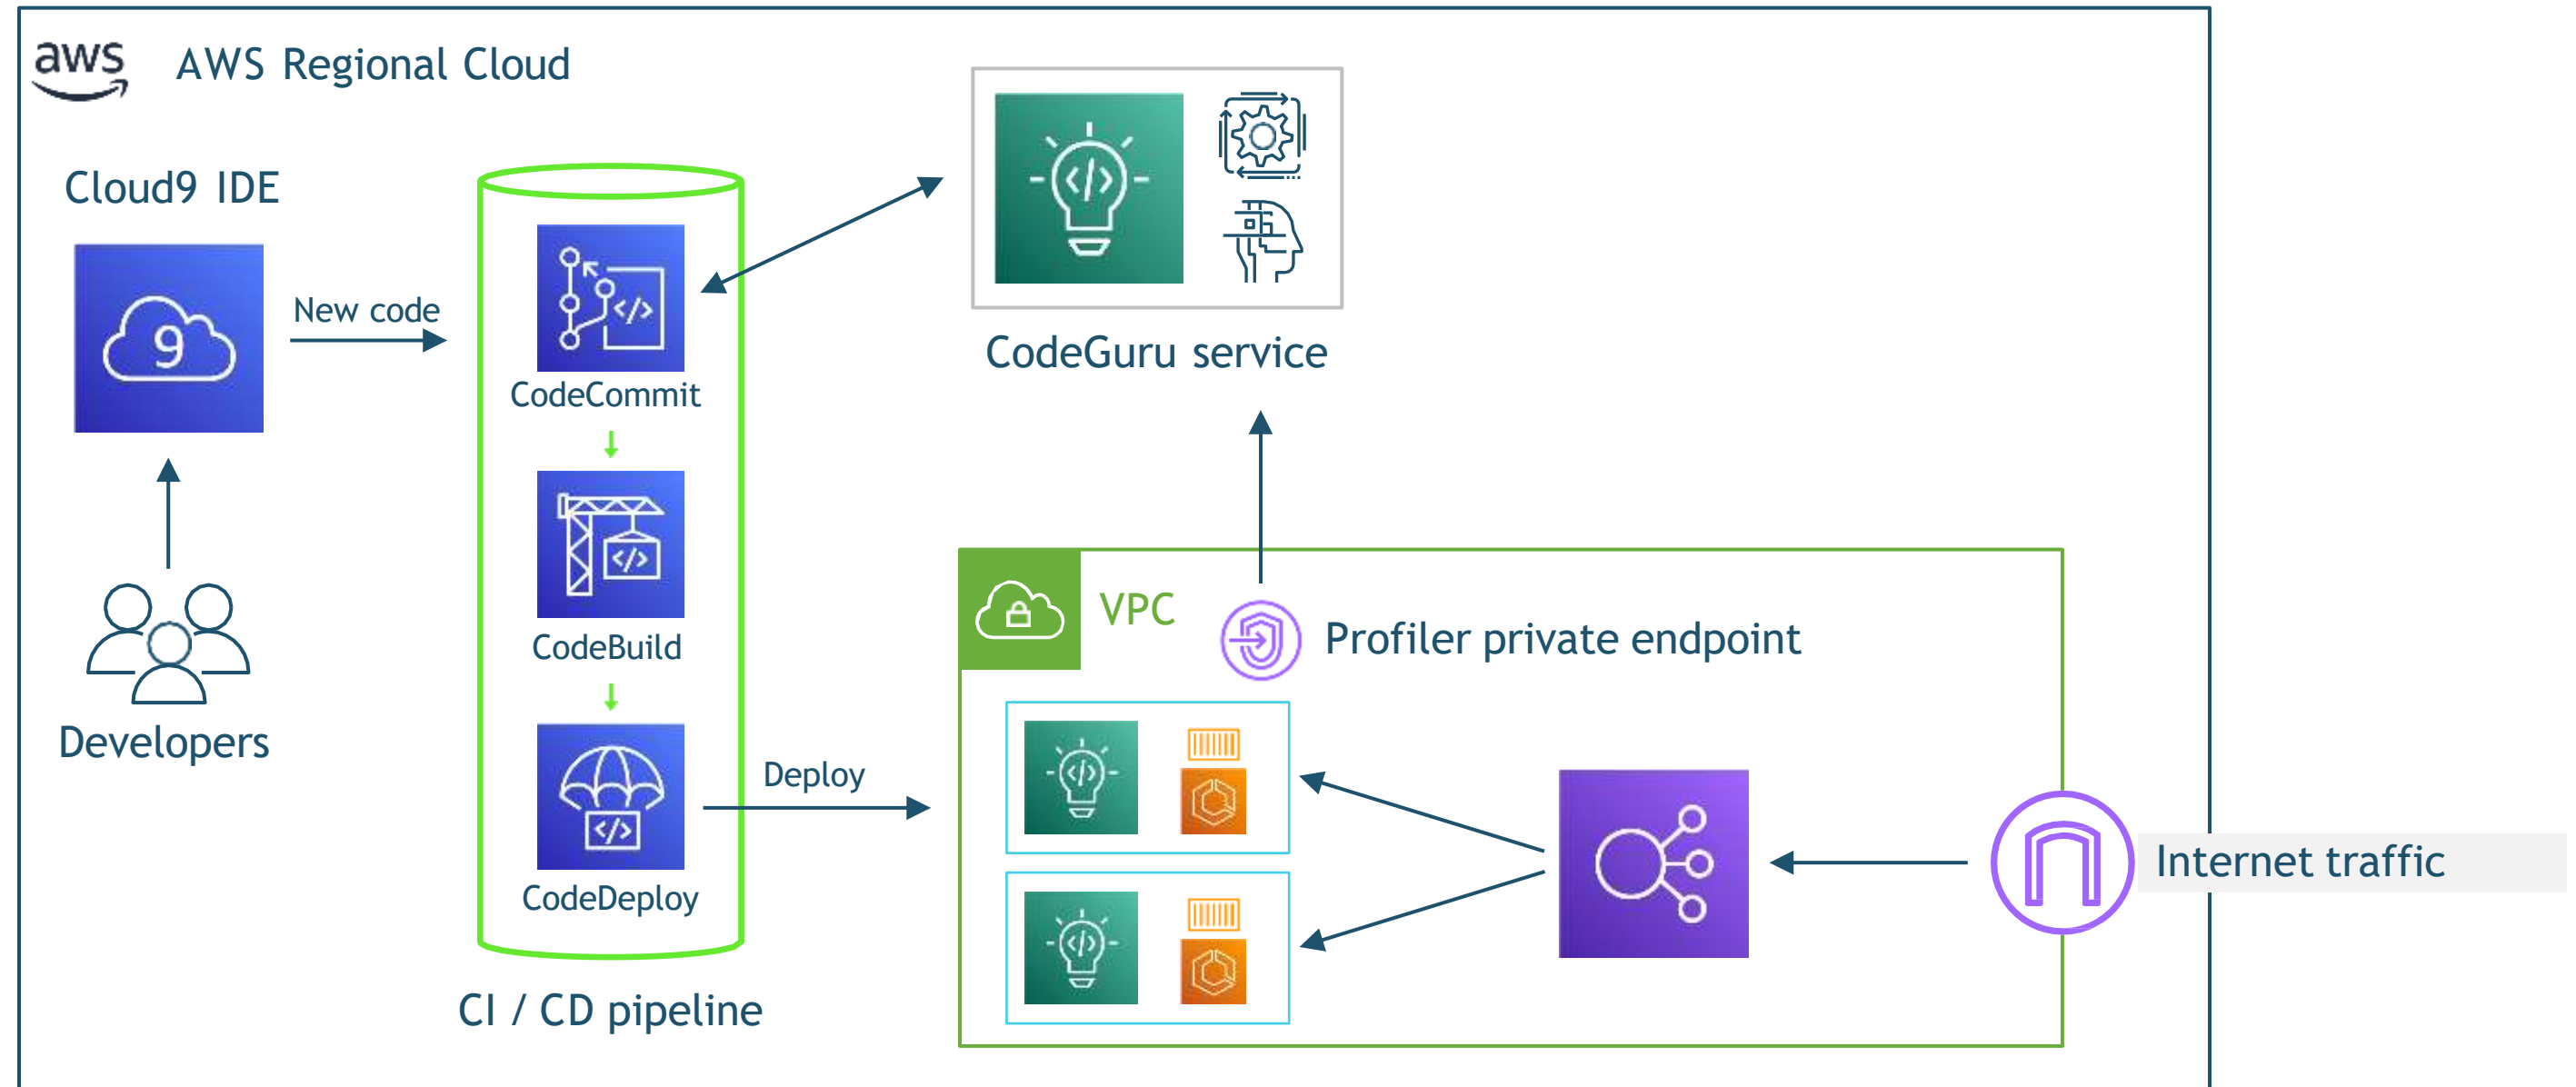 aws
AWS Regional Cloud
Cloud9 IDE
9
New code
</>
CodeCommit
</>
CodeBuild
</>
CodeDeploy
CI / CD pipeline
Developers
</>
CodeGuru service
Deploy
VPC
Profiler private endpoint
</>
</>
Internet traffic